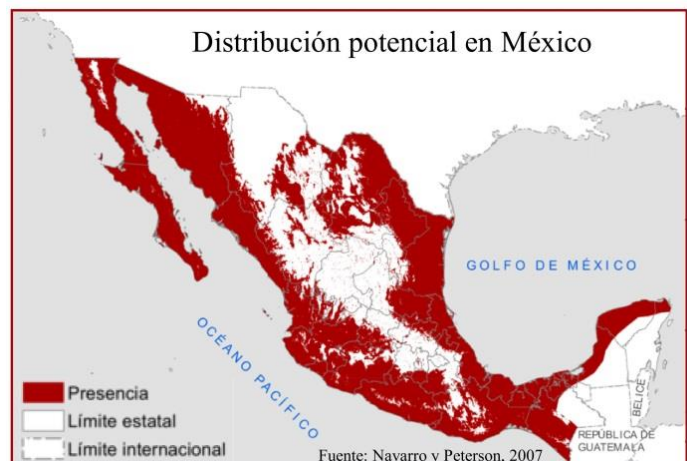 Distribución potencial en México
GOLFO DE MÉXICO
OCÉANO PACÍFICO
BELICE
REPÚBLICA DE
GUATEMALA
Presencia
Límite estatal
Límite internacional
Fuente: Navarro y Peterson, 2007